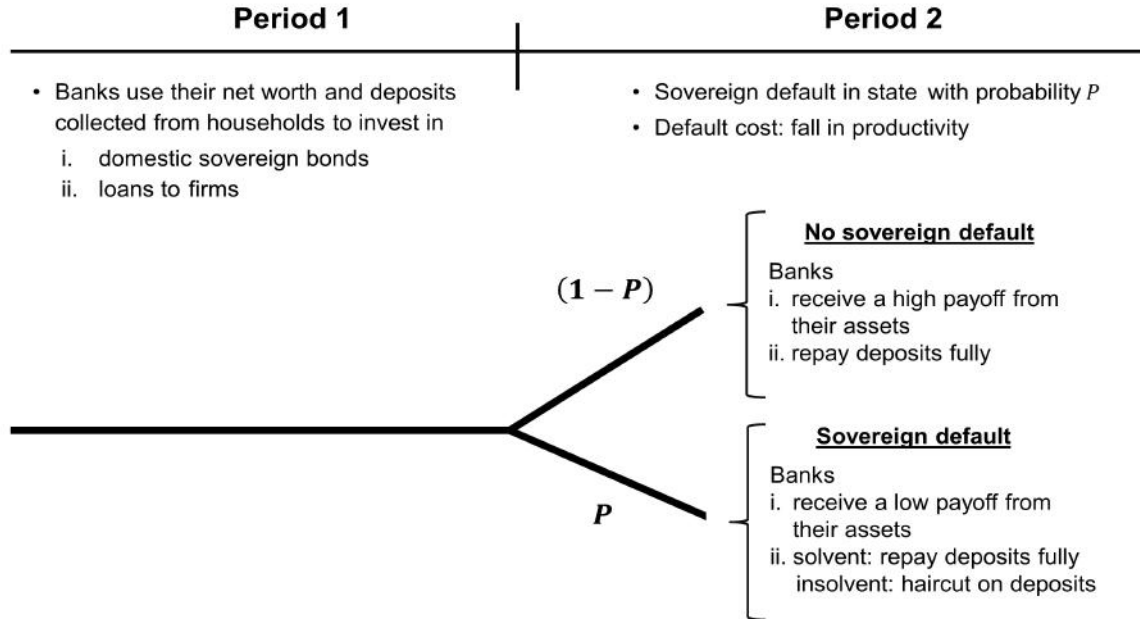 Period 1
Period 2
• Banks use their net worth and deposits
collected from households to invest in
i. domestic sovereign bonds
ii. loans to firms
• Sovereign default in state with probability P
• Default cost: fall in productivity
(1 − P)
No sovereign default
Banks
i. receive a high payoff from
their assets
ii. repay deposits fully
P
Sovereign default
Banks
i. receive a low payoff from
their assets
ii. solvent: repay deposits fully
insolvent: haircut on deposits